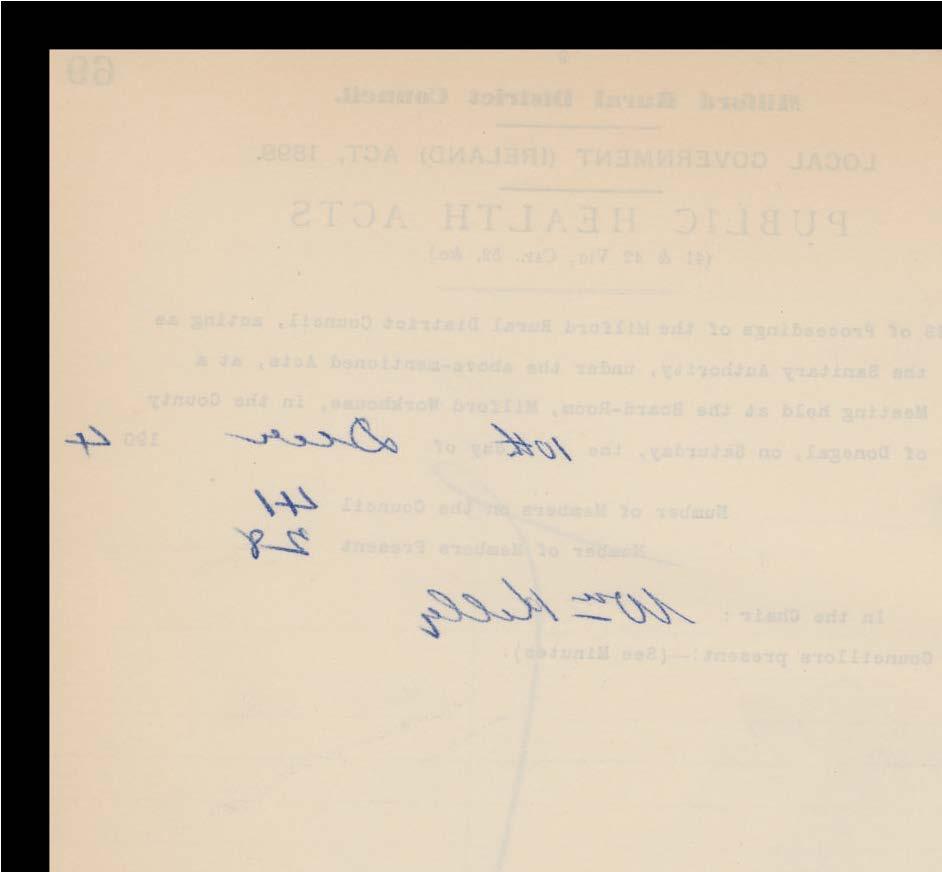 69
Milford Rural District Council.
LOCAL GOVERNMENT (IRELAND) ACT, 1898.
PUBLIC HEALTH ACTS
(41 & 42 Vic., Cap. 52, &c.)
of Proceedings of the Milford Rural District Council, acting as
the Sanitary Authority, under the above-mentioned Acts, at a
Meeting held at the Board-Room, Milford Workhouse, in the County
of Donegal, on Saturday, the 10th day of Decr 190 4
Number of Members on the Council 41
Number of Members Present 28
In the Chair : Wm Kelly
Councillors present:—(See Minutes).